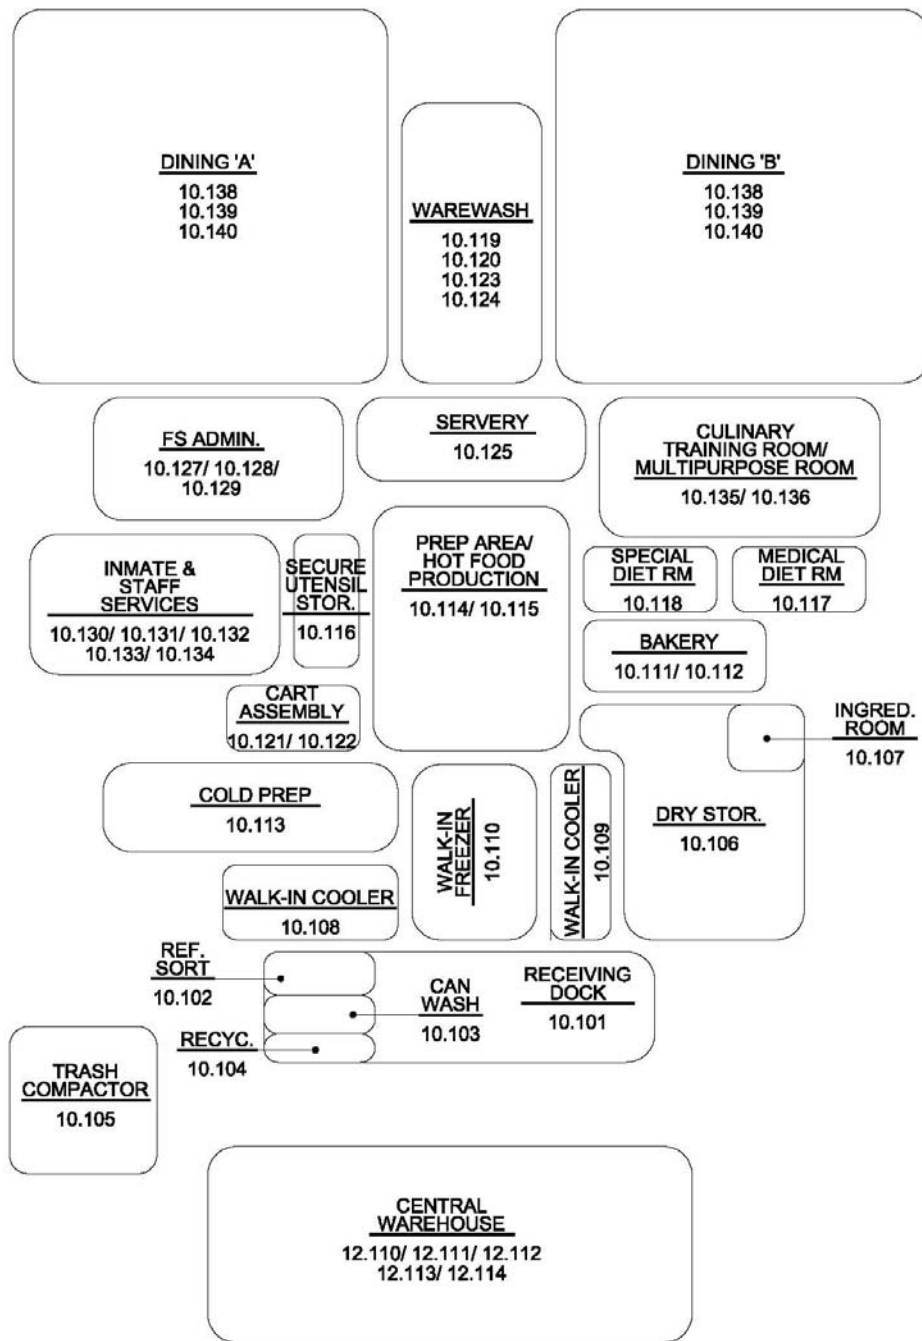 DINING 'A'
10.138
10.139
10.140
WAREWASH
10.119
10.120
10.123
10.124
DINING 'B'
10.138
10.139
10.140
FS ADMIN.
10.127/ 10.128/
10.129
SERVERY
10.125
CULINARY
TRAINING ROOM/
MULTIPURPOSE ROOM
10.135/ 10.136
INMATE &
STAFF
SERVICES
10.130/ 10.131/ 10.132
10.133/ 10.134
SECURE
UTENSIL
STOR.
10.116
PREP AREA/
HOT FOOD
PRODUCTION
10.114/ 10.115
SPECIAL
DIET RM
10.118
MEDICAL
DIET RM
10.117
BAKERY
10.111/ 10.112
CART
ASSEMBLY
10.121/ 10.122
INGRED.
ROOM
10.107
COLD PREP
10.113
WALK-IN
FREEZER
10.110
WALK-IN COOLER
10.109
DRY STOR.
10.106
WALK-IN COOLER
10.108
REF.
SORT
10.102
CAN
WASH
10.103
RECEIVING
DOCK
10.101
RECYC.
10.104
TRASH
COMPACTOR
10.105
CENTRAL
WAREHOUSE
12.110/ 12.111/ 12.112
12.113/ 12.114